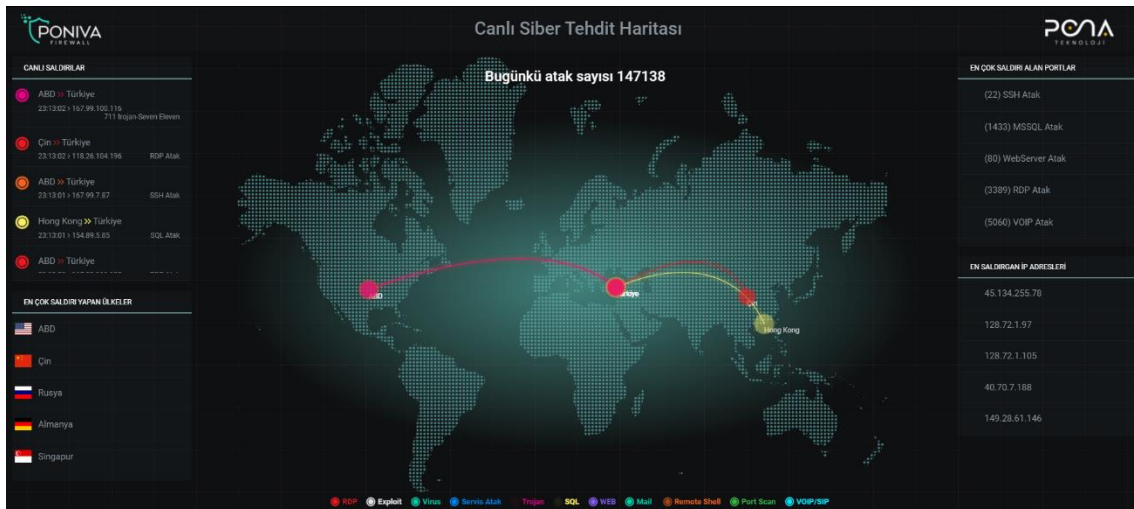 PONIVA
FIREWALL
Canlı Siber Tehdit Haritası
PONA
TEKNOLOJİ
CANLI SALDIRILAR
ABD >> Türkiye
23:13:02 › 167.99.100.116
711 trojan-Seven Eleven
Çin >> Türkiye
23:13:02 › 118.26.104.196 RDP Atak
ABD >> Türkiye
23:13:01 › 167.99.7.87 SSH Atak
Hong Kong >> Türkiye
23:13:01 › 154.89.5.85 SQL Atak
ABD >> Türkiye
EN ÇOK SALDIRI YAPAN ÜLKELER
ABD
Çin
Rusya
Almanya
Singapur
Bugünkü atak sayısı 147138
ABD
Türkiye
Hong Kong
EN ÇOK SALDIRI ALAN PORTLAR
(22) SSH Atak
(1433) MSSQL Atak
(80) WebServer Atak
(3389) RDP Atak
(5060) VOIP Atak
EN SALDIRGAN İP ADRESLERİ
45.134.255.78
128.72.1.97
128.72.1.105
40.70.7.188
149.28.61.146
RDP Exploit Virus Servis Atak Trojan SQL WEB Mail Remote Shell Port Scan VOIP/SIP